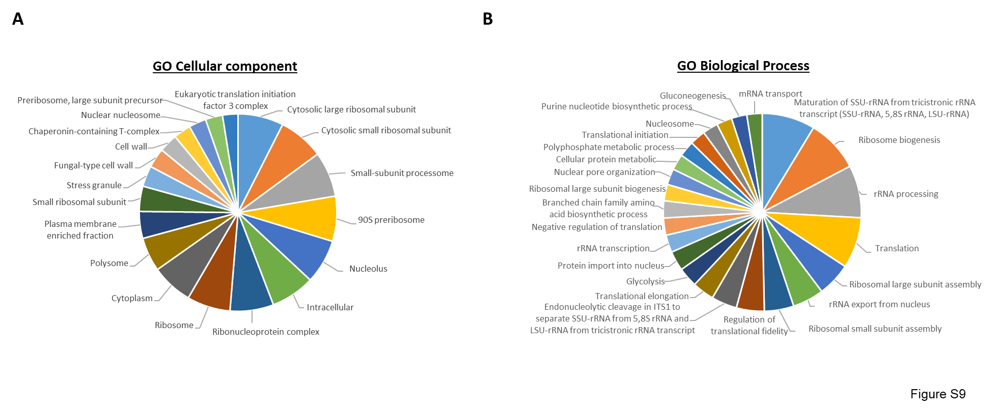 A
GO Cellular component
Eukaryotic translation initiation
factor 3 complex
Cytosolic large ribosomal subunit
Cytosolic small ribosomal subunit
Small-subunit processome
90S preribosome
Nucleolus
Intracellular
Ribonucleoprotein complex
Ribosome
Cytoplasm
Polysome
Plasma membrane
enriched fraction
Small ribosomal subunit
Stress granule
Fungal-type cell wall
Cell wall
Chaperonin-containing T-complex
Nuclear nucleosome
Preribosome, large subunit precursor
B
GO Biological Process
mRNA transport
Maturation of SSU-rRNA from tricistronic rRNA
transcript (SSU-rRNA, 5,8S rRNA, LSU-rRNA)
Ribosome biogenesis
rRNA processing
Translation
Ribosomal large subunit assembly
rRNA export from nucleus
Ribosomal small subunit assembly
Regulation of
translational fidelity
Endonucleolytic cleavage in ITS1 to
separate SSU-rRNA from 5,8S rRNA and
LSU-rRNA from tricistronic rRNA transcript
Translational elongation
Glycolysis
Protein import into nucleus
rRNA transcription
Negative regulation of translation
Branched chain family amino
acid biosynthetic process
Ribosomal large subunit biogenesis
Nuclear pore organization
Cellular protein metabolic
Polyphosphate metabolic process
Translational initiation
Nucleosome
Purine nucleotide biosynthetic process
Gluconeogenesis
Figure S9